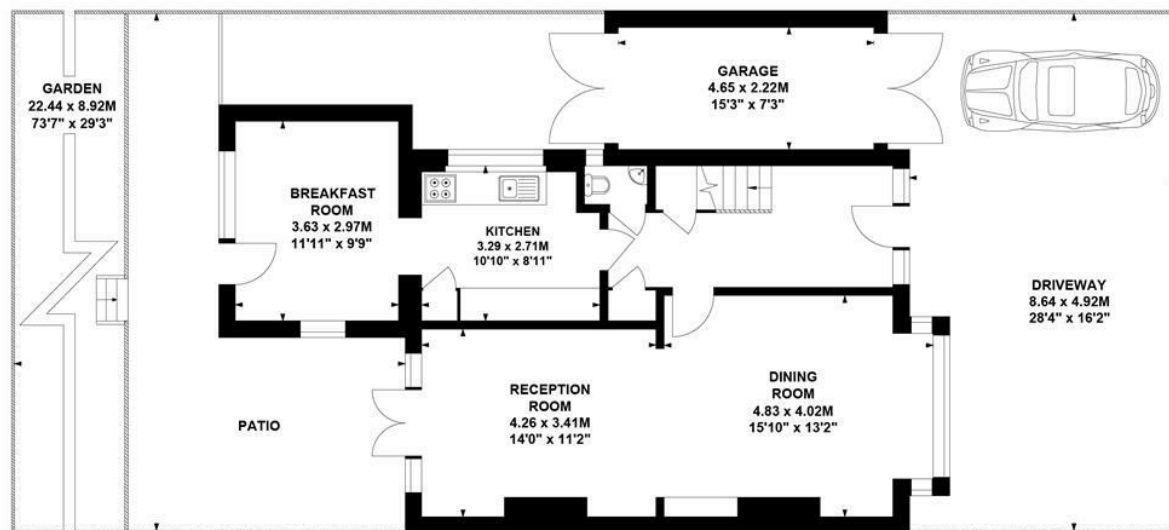 GARDEN
22.44 x 8.92M
73'7" x 29'3"
GARAGE
4.65 x 2.22M
15'3" x 7'3"
BREAKFAST
ROOM
3.63 x 2.97M
11'11" x 9'9"
KITCHEN
3.29 x 2.71M
10'10" x 8'11"
DRIVEWAY
8.64 x 4.92M
28'4" x 16'2"
RECEPTION
ROOM
4.26 x 3.41M
14'0" x 11'2"
DINING
ROOM
4.83 x 4.02M
15'10" x 13'2"
PATIO